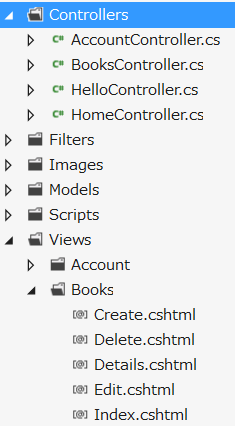 Controllers
C# AccountController.cs
C# BooksController.cs
C# HelloController.cs
C# HomeController.cs
Filters
Images
Models
Scripts
Views
Account
Books
[@] Create.cshtml
[@] Delete.cshtml
[@] Details.cshtml
[@] Edit.cshtml
[@] Index.cshtml